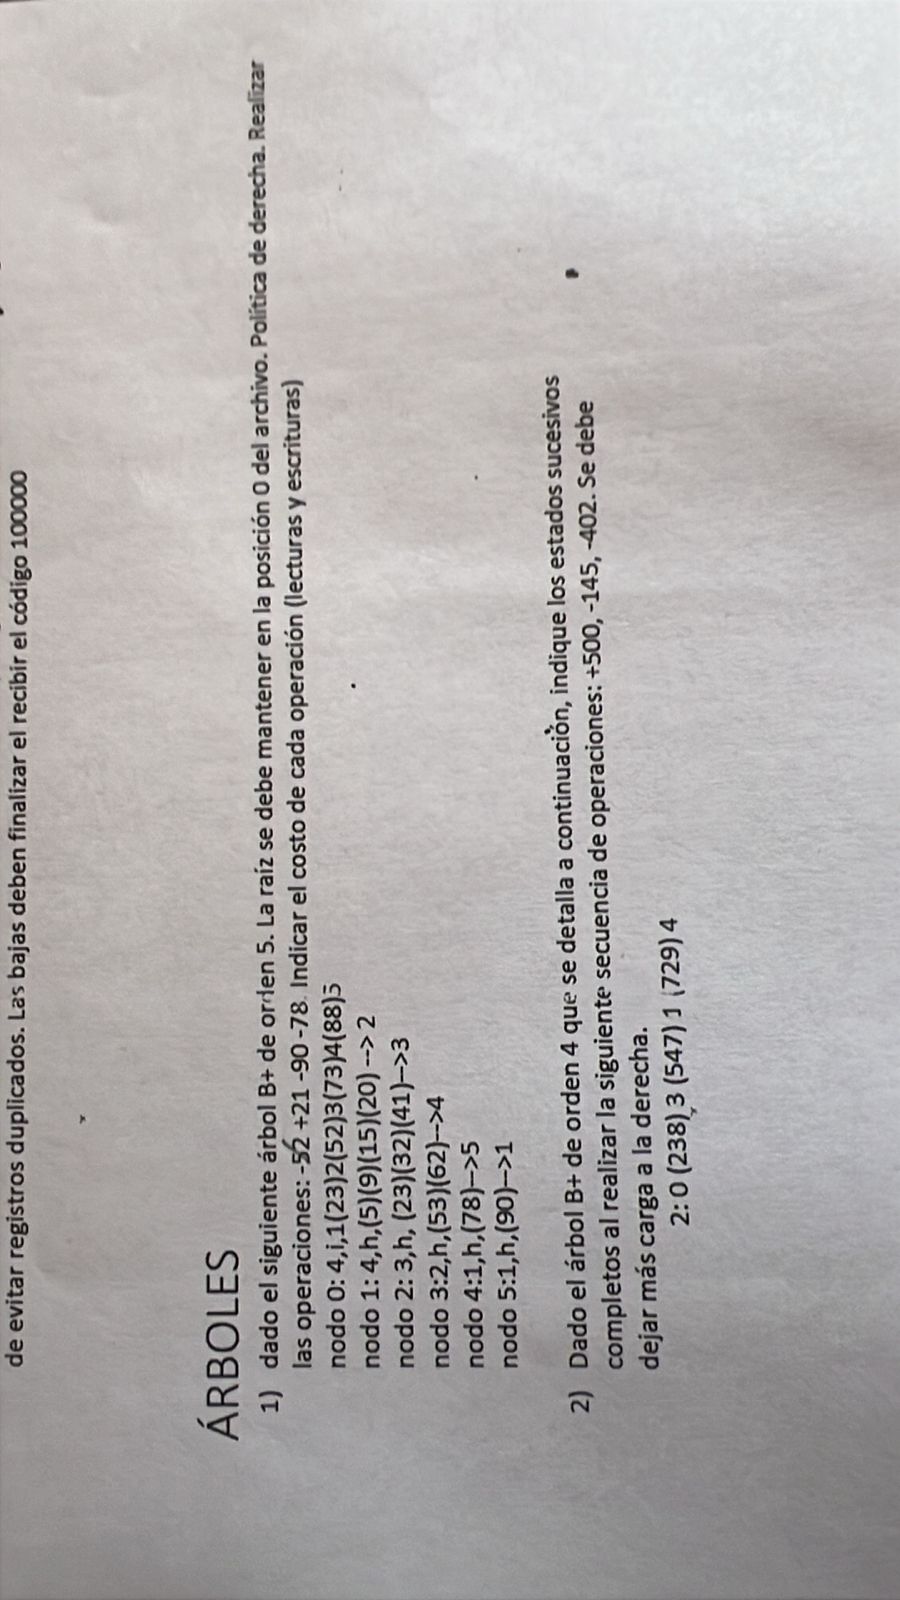 de evitar registros duplicados. Las bajas deben finalizar el recibir el código 100000
ÁRBOLES
1) dado el siguiente árbol B+ de orden 5. La raíz se debe mantener en la posición 0 del archivo. Política de derecha. Realizar
las operaciones: -52 +21 -90 -78. Indicar el costo de cada operación (lecturas y escrituras)
nodo 0: 4,i,1(23)2(52)3(73)4(88)5
nodo 1: 4,h,(5)(9)(15)(20) --> 2
nodo 2: 3,h, (23)(32)(41)-->3
nodo 3:2,h,(53)(62)-->4
nodo 4:1,h,(78)-->5
nodo 5:1,h,(90)-->1
2) Dado el árbol B+ de orden 4 que se detalla a continuación, indique los estados sucesivos
completos al realizar la siguiente secuencia de operaciones: +500, -145, -402. Se debe
dejar más carga a la derecha.
2: 0 (238) 3 (547) 1 (729) 4